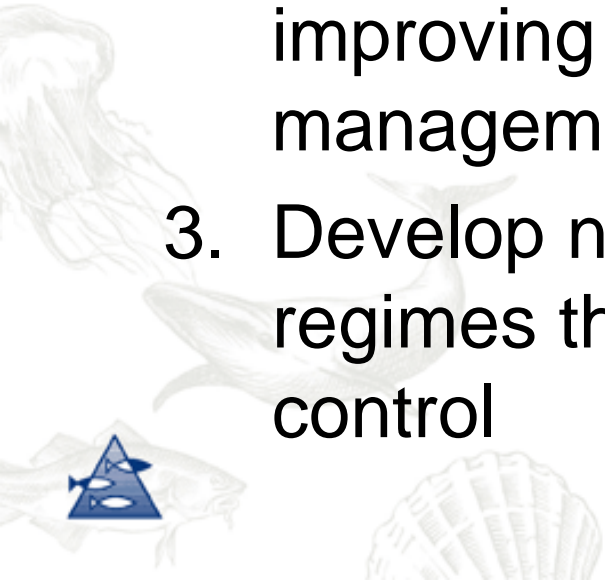 improving
managem
3. Develop n
regimes th
control